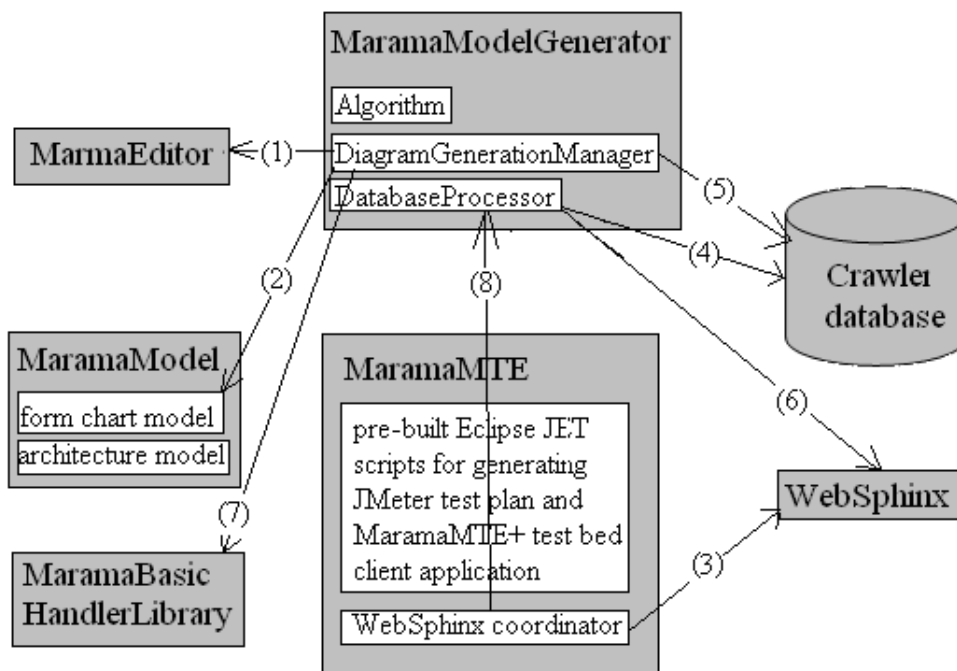 MaramaModelGenerator
Algorithm
DiagramGenerationManager
DatabaseProcessor
MarmaEditor
(1)
(5)
(4)
(2)
(8)
Crawler
database
MaramaModel
form chart model
architecture model
MaramaMTE
pre-built Eclipse JET
scripts for generating
JMeter test plan and
MaramaMTE+ test bed
client application
WebSphinx coordinator
(6)
WebSphinx
(7)
(3)
MaramaBasic
HandlerLibrary